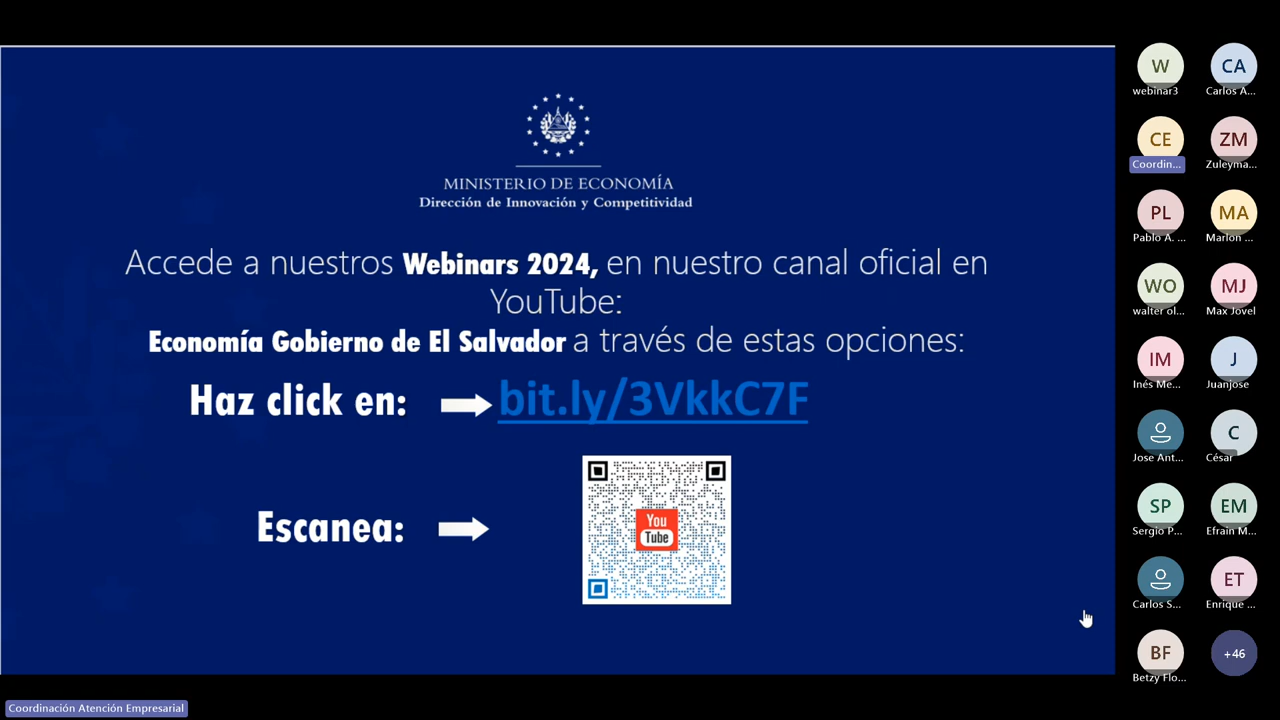 MINISTERIO DE ECONOMÍA
Dirección de Innovación y Competitividad
Accede a nuestros Webinars 2024, en nuestro canal oficial en
YouTube:
Economía Gobierno de El Salvador a través de estas opciones:
Haz click en:
bit.ly/3VkkC7F
Escanea:
You
Tube
W
webinar3
CA
Carlos A...
CE
Coordin...
ZM
Zuleyma...
PL
Pablo A. ...
MA
Marlon ...
WO
walter ol...
MJ
Max Jovel
IM
Inés Me...
J
Juanjose
Jose Ant...
C
César
SP
Sergio P...
EM
Efrain M...
Carlos S...
ET
Enrique ...
BF
Betzy Flo...
+46
Coordinación Atención Empresarial